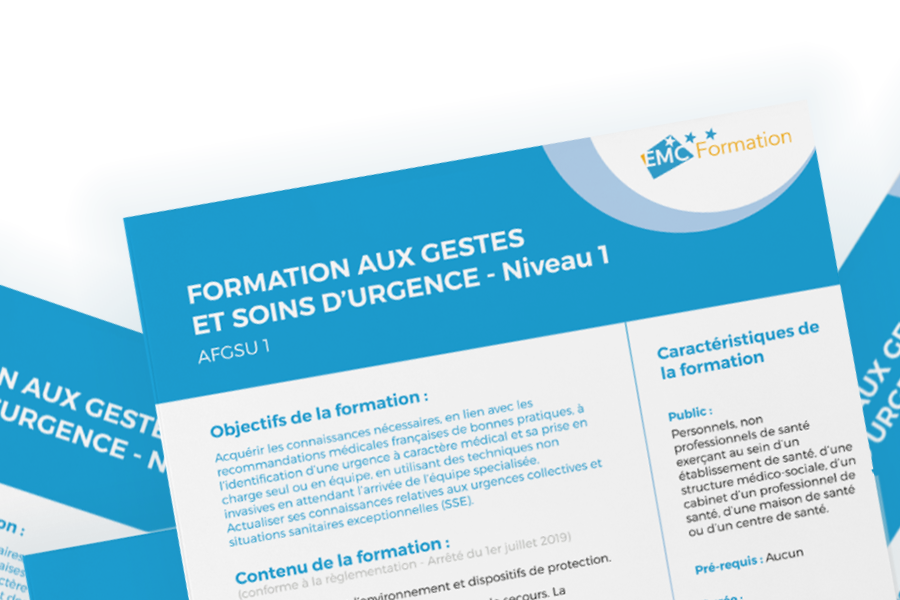 EMC Formation
FORMATION AUX GESTES
ET SOINS D'URGENCE - Niveau 1
AFGSU 1
Objectifs de la formation :
Acquérir les connaissances nécessaires, en lien avec les
recommandations médicales françaises de bonnes pratiques, à
l'identification d'une urgence à caractère médical et sa prise en
charge seul ou en équipe, en utilisant des techniques non
invasives en attendant l'arrivée de l'équipe specialisée.
Actualiser ses connaissances relatives aux urgences collectives et
situations sanitaires exceptionnelles (SSE).
Contenu de la formation :
(conforme à la règlementation - Arrêté du 1er juillet 2019)
l'environnement et dispositifs de protection.
secours. La
Caractéristiques de
la formation
Public :
Personnels, non
professionnels de santé
exerçant au sein d'un
établissement de santé, d'une
structure médico-sociale, d'un
cabinet d'un professionnel de
santé, d'une maison de santé
ou d'un centre de santé.
Pré-requis : Aucun
N AUX GESTE
URGENCE - N
on :